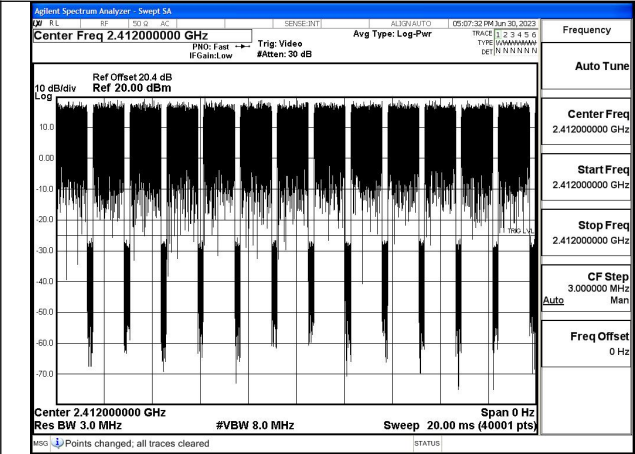 Agilent Spectrum Analyzer - Swept SA
RL RF 50 Ω AC SENSE:INT ALIGNAUTO 05:07:32 PM Jun 30, 2023
Center Freq 2.412000000 GHz Avg Type: Log-Pwr TRACE 1 2 3 4 5 6
PNO: Fast Trig: Video TYPE WWWWWW
IFGain:Low #Atten: 30 dB DET N N N N N N
Frequency
Auto Tune
Ref Offset 20.4 dB
10 dB/div Ref 20.00 dBm
Log
10.0
0.00
-10.0
-20.0
TRIG LVL
-30.0
-40.0
-50.0
-60.0
-70.0
Center Freq
2.412000000 GHz
Start Freq
2.412000000 GHz
Stop Freq
2.412000000 GHz
CF Step
3.000000 MHz
Auto Man
Freq Offset
0 Hz
Center 2.412000000 GHz Span 0 Hz
Res BW 3.0 MHz #VBW 8.0 MHz Sweep 20.00 ms (40001 pts)
MSG Points changed; all traces cleared STATUS